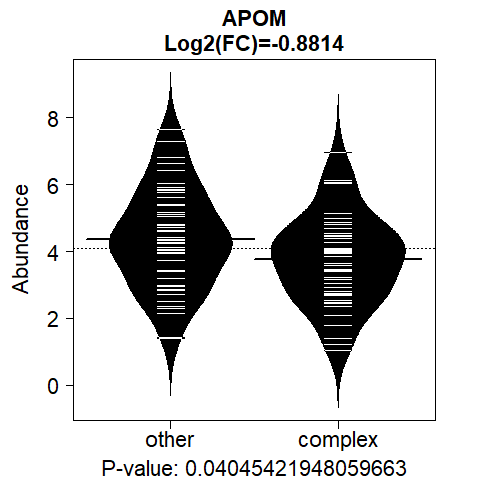 APOM
Log2(FC)=-0.8814
Abundance
8
6
4
2
0
other
complex
P-value: 0.04045421948059663